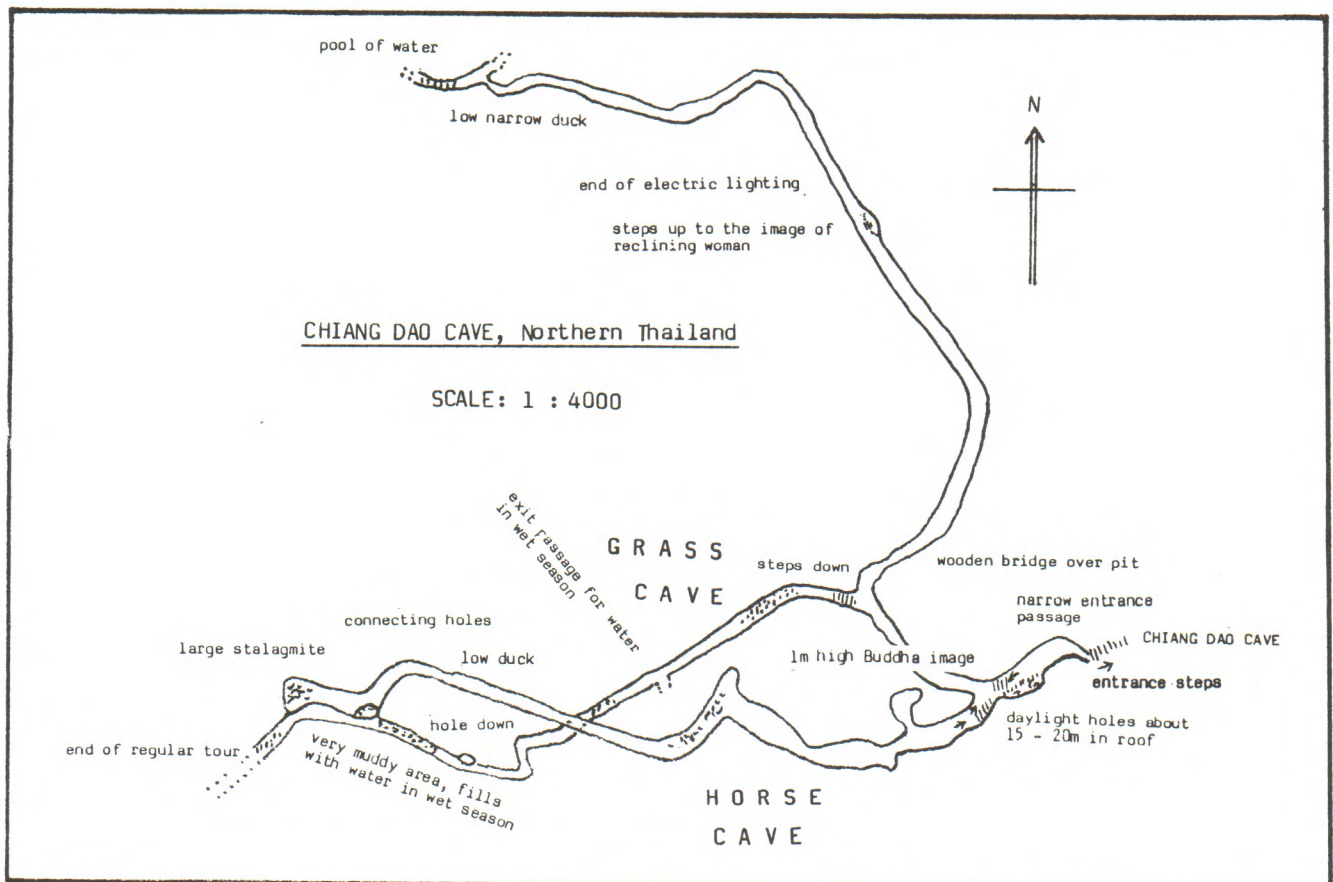 pool of water
low narrow duck
N
end of electric lighting
steps up to the image of
reclining woman
CHIANG DAO CAVE, Northern Thailand
SCALE: 1 : 4000
exit passage for water
in wet season
GRASS
CAVE
steps down
wooden bridge over pit
narrow entrance
passage
CHIANG DAO CAVE
entrance steps
1m high Buddha image
daylight holes about
15 - 20m in roof
connecting holes
large stalagmite
low duck
hole down
end of regular tour
very muddy area, fills
with water in wet season
HORSE
CAVE